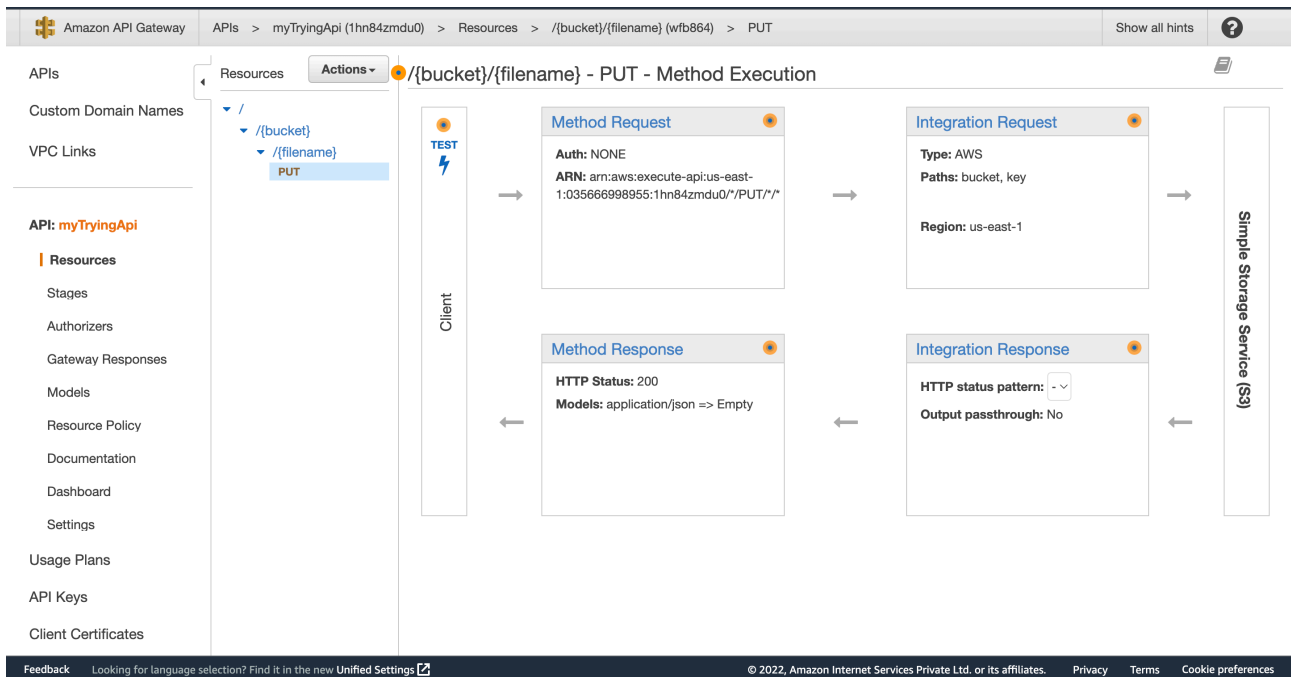 Amazon API Gateway APIs > myTryingApi (1hn84zmdu0) > Resources > /{bucket}/{filename} (wfb864) > PUT Show all hints ?
APIs
Custom Domain Names
VPC Links
API: myTryingApi
Resources
Stages
Authorizers
Gateway Responses
Models
Resource Policy
Documentation
Dashboard
Settings
Usage Plans
API Keys
Client Certificates
Resources Actions
/
/{bucket}
/{filename}
PUT
/{bucket}/{filename} - PUT - Method Execution
TEST
Client
Method Request
Auth: NONE
ARN: arn:aws:execute-api:us-east-
1:035666998955:1hn84zmdu0/*/PUT/*/*
Integration Request
Type: AWS
Paths: bucket, key
Region: us-east-1
Simple Storage Service (S3)
Method Response
HTTP Status: 200
Models: application/json => Empty
Integration Response
HTTP status pattern: -
Output passthrough: No
Feedback Looking for language selection? Find it in the new Unified Settings © 2022, Amazon Internet Services Private Ltd. or its affiliates. Privacy Terms Cookie preferences